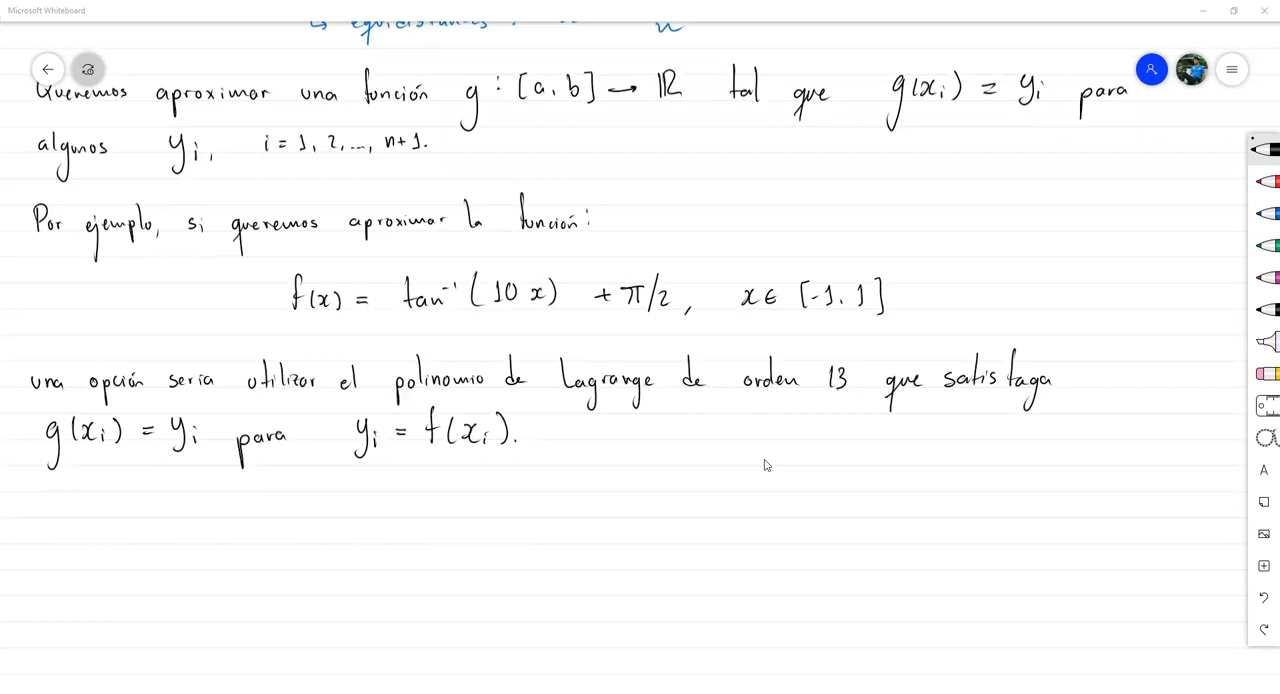 Microsoft Whiteboard
↳ equidistantes : n
Queremos aproximar una función g : [a, b] → ℝ tal que g(xᵢ) = yᵢ para
algunos yᵢ, i = 1, 2, ..., n+1.
Por ejemplo, si queremos aproximar la función:
f(x) = tan⁻¹ (10 x) + π/2, x ∈ [-1, 1]
una opción sería utilizar el polinomio de Lagrange de orden 13 que satisfaga
g(xᵢ) = yᵢ para yᵢ = f(xᵢ).
A